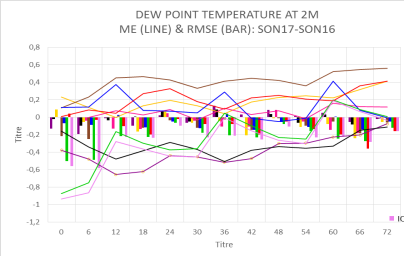 DEW POINT TEMPERATURE AT 2M
ME (LINE) & RMSE (BAR): SON17-SON16
0,8
0,6
0,4
0,2
0
-0,2
-0,4
-0,6
-0,8
-1
-1,2
Titre
0 6 12 18 24 30 36 42 48 54 60 66 72
Titre
IC